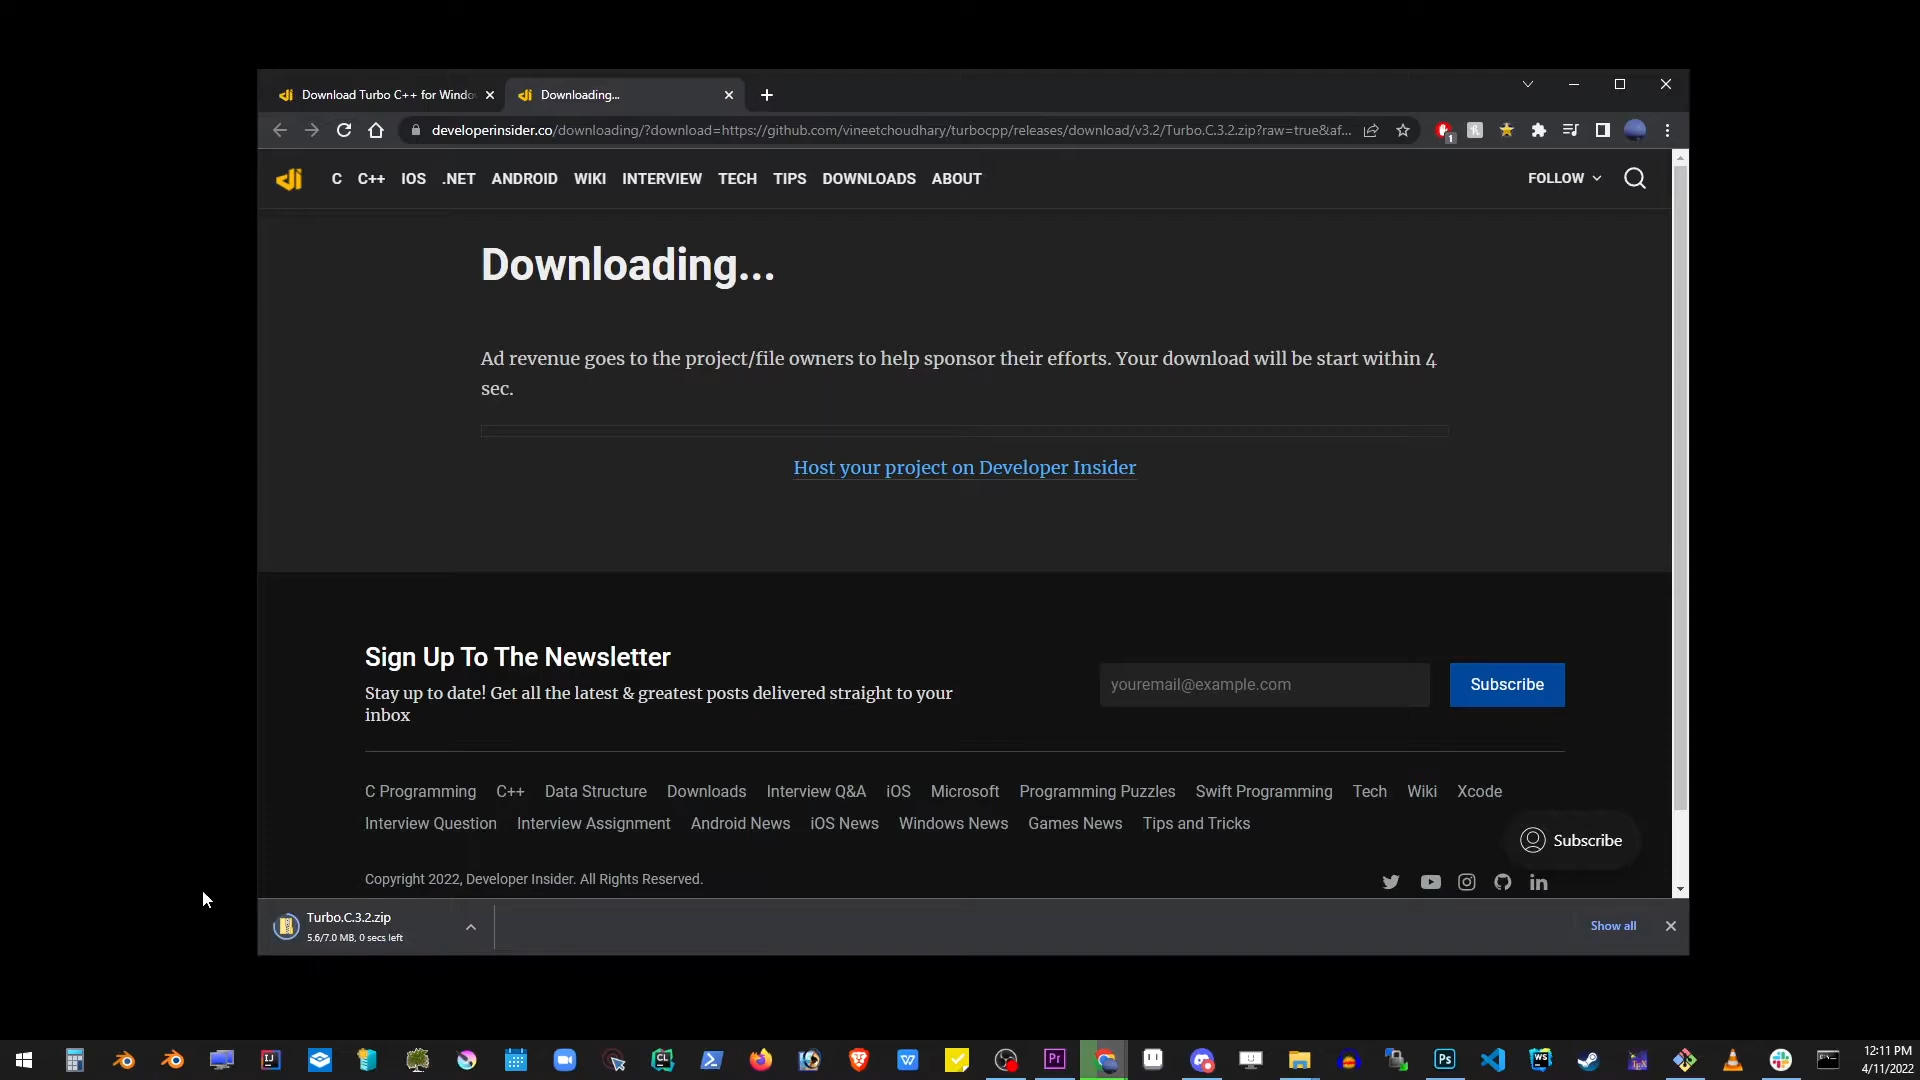 Download Turbo C++ for Windo
Downloading...
developerinsider.co/downloading/?download=https://github.com/vineetchoudhary/turbocpp/releases/download/v3.2/Turbo.C.3.2.zip?raw=true&af...
1
C C++ IOS .NET ANDROID WIKI INTERVIEW TECH TIPS DOWNLOADS ABOUT
FOLLOW
Downloading...
Ad revenue goes to the project/file owners to help sponsor their efforts. Your download will be start within 4
sec.
Host your project on Developer Insider
Sign Up To The Newsletter
Stay up to date! Get all the latest & greatest posts delivered straight to your
inbox
youremail@example.com
Subscribe
C Programming C++ Data Structure Downloads Interview Q&A iOS Microsoft Programming Puzzles Swift Programming Tech Wiki Xcode
Interview Question Interview Assignment Android News iOS News Windows News Games News Tips and Tricks
Subscribe
Copyright 2022, Developer Insider. All Rights Reserved.
Turbo.C.3.2.zip
5.6/7.0 MB, 0 secs left
Show all
IJ
CL
Pr
Ps
WS
12:11 PM
4/11/2022